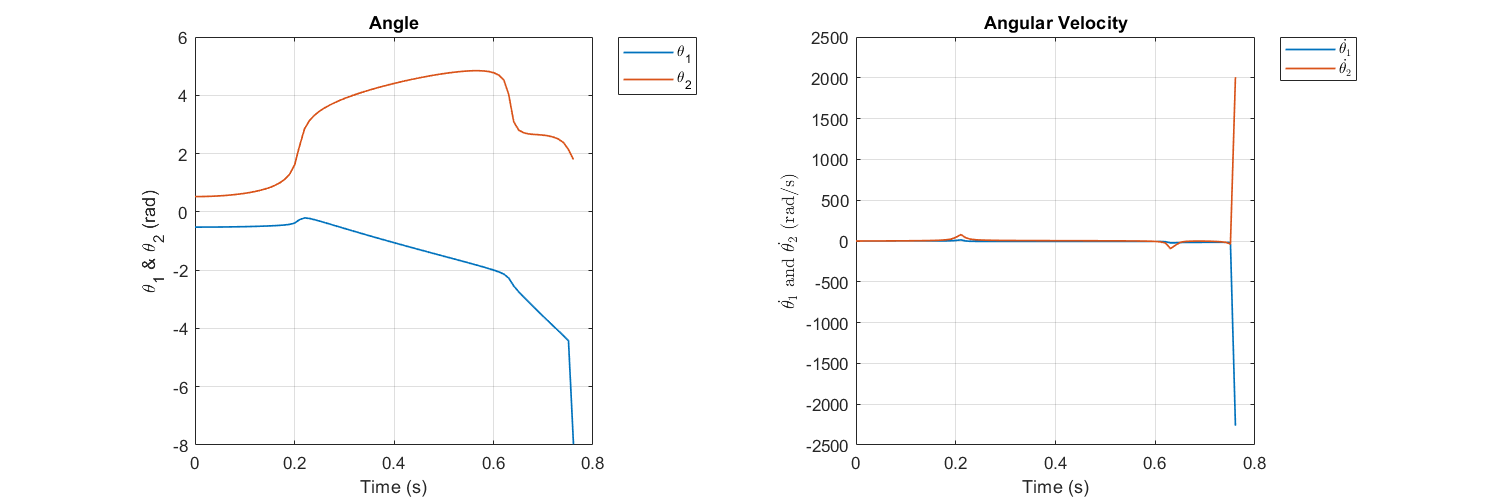 Angle
6
4
2
0
-2
-4
-6
-8
θ1 & θ2 (rad)
0 0.2 0.4 0.6 0.8
Time (s)
θ1
θ2
Angular Velocity
2500
2000
1500
1000
500
0
-500
-1000
-1500
-2000
-2500
θ̇1 and θ̇2 (rad/s)
0 0.2 0.4 0.6 0.8
Time (s)
θ̇1
θ̇2